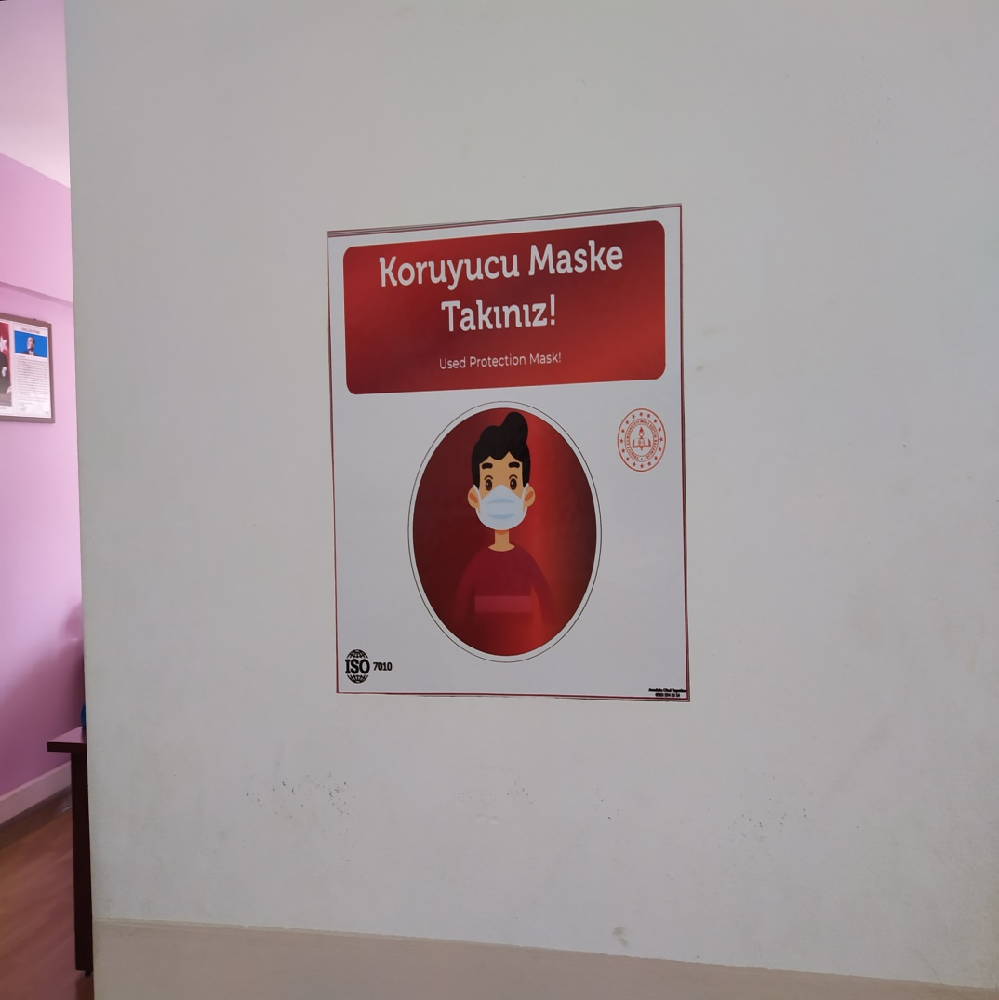 Koruyucu Maske
Takınız!
Used Protection Mask!
ISO 7010